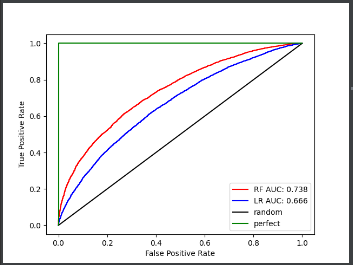 1.0
0.8
0.6
0.4
0.2
0.0
True Positive Rate
0.0 0.2 0.4 0.6 0.8 1.0
False Positive Rate
RF AUC: 0.738
LR AUC: 0.666
random
perfect